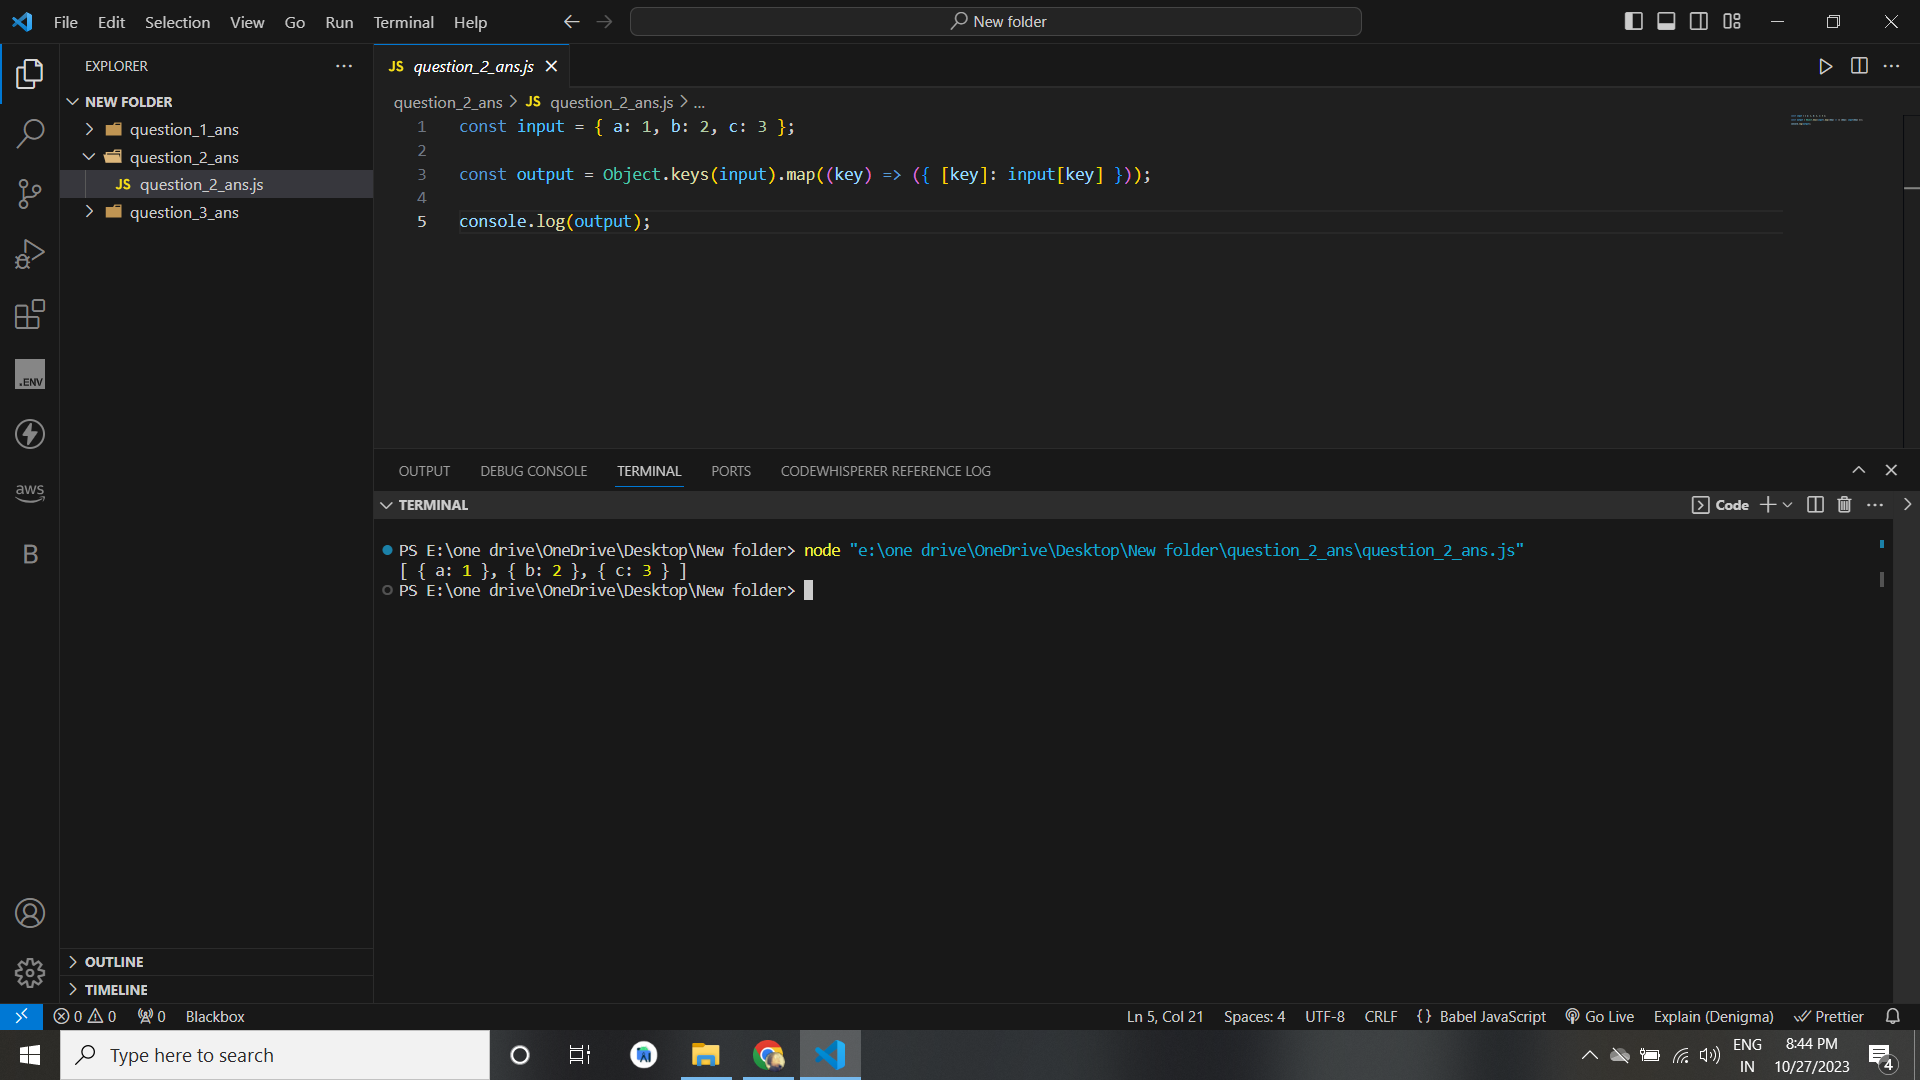 File Edit Selection View Go Run Terminal Help
New folder
EXPLORER
NEW FOLDER
question_1_ans
question_2_ans
JS question_2_ans.js
question_3_ans
.ENV
aws
B
OUTLINE
TIMELINE
JS question_2_ans.js
question_2_ans > JS question_2_ans.js > ...
1 const input = { a: 1, b: 2, c: 3 };
2
3 const output = Object.keys(input).map((key) => ({ [key]: input[key] }));
4
5 console.log(output);
OUTPUT DEBUG CONSOLE TERMINAL PORTS CODEWHISPERER REFERENCE LOG
TERMINAL
Code
PS E:\one drive\OneDrive\Desktop\New folder> node "e:\one drive\OneDrive\Desktop\New folder\question_2_ans\question_2_ans.js"
[ { a: 1 }, { b: 2 }, { c: 3 } ]
PS E:\one drive\OneDrive\Desktop\New folder>
0 0 0 Blackbox
Ln 5, Col 21 Spaces: 4 UTF-8 CRLF {} Babel JavaScript Go Live Explain (Denigma) Prettier
Type here to search
ENG
IN
8:44 PM
10/27/2023
4